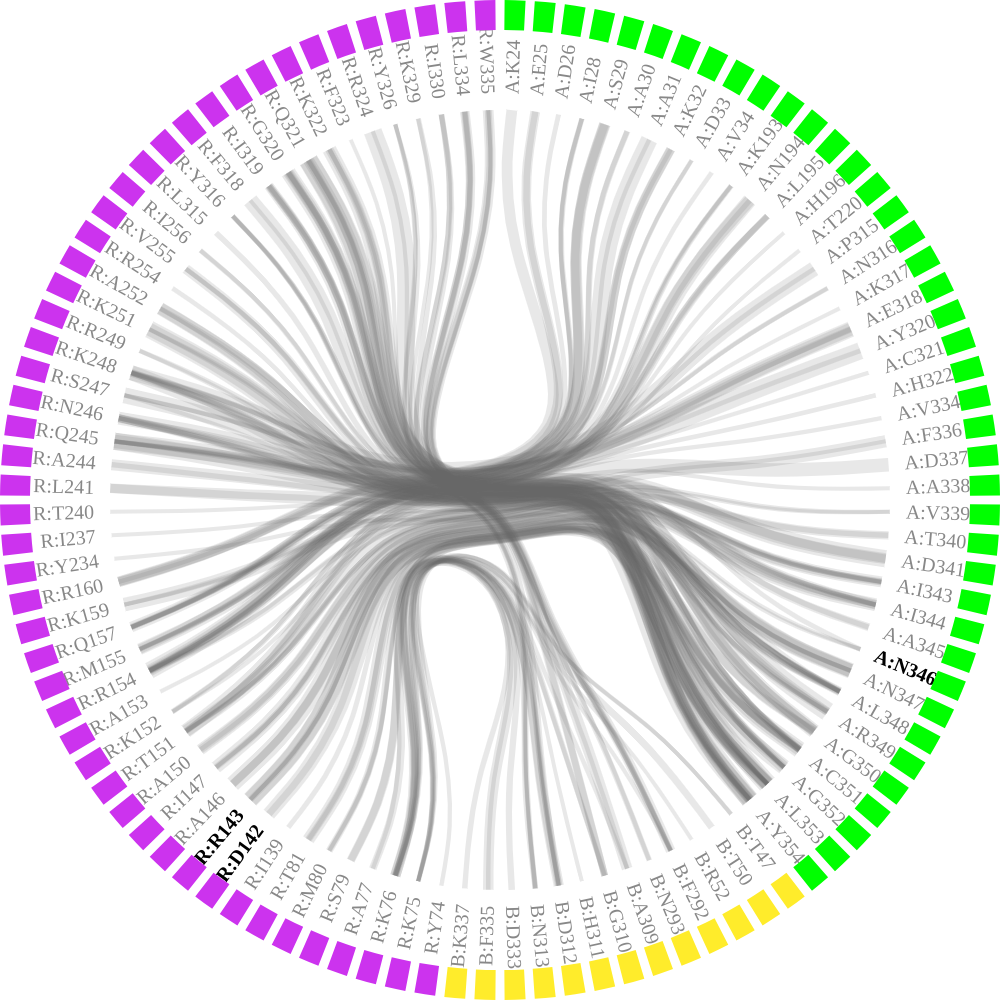 A:K24
A:E25
A:D26
A:I28
A:S29
A:A30
A:A31
A:K32
A:D33
A:V34
A:K193
A:N194
A:L195
A:H196
A:T220
A:P315
A:N316
A:K317
A:E318
A:Y320
A:C321
A:H322
A:V334
A:F336
A:D337
A:A338
A:V339
A:T340
A:D341
A:I343
A:I344
A:A345
A:N346
A:N347
A:L348
A:R349
A:G350
A:C351
A:G352
A:L353
A:Y354
B:T47
B:T50
B:R52
B:F292
B:N293
B:A309
B:G310
B:H311
B:D312
B:N313
B:D333
B:F335
B:K337
R:Y74
R:K75
R:K76
R:A77
R:S79
R:M80
R:T81
R:I139
R:D142
R:R143
R:A146
R:I147
R:A150
R:T151
R:K152
R:A153
R:R154
R:M155
R:Q157
R:K159
R:R160
R:Y234
R:I237
R:T240
R:L241
R:A244
R:Q245
R:N246
R:S247
R:K248
R:R249
R:K251
R:A252
R:R254
R:V255
R:I256
R:L315
R:Y316
R:F318
R:I319
R:G320
R:Q321
R:K322
R:F323
R:R324
R:Y326
R:K329
R:I330
R:L334
R:W335